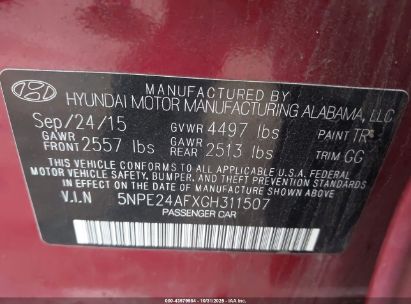 MANUFACTURED BY
HYUNDAI MOTOR MANUFACTURING ALABAMA, LLC
Sep/24/15 GVWR 4497 lbs PAINT TR
GAWR FRONT 2557 lbs GAWR REAR 2513 lbs TRIM GG
THIS VEHICLE CONFORMS TO ALL APPLICABLE U.S.A. FEDERAL
MOTOR VEHICLE SAFETY, BUMPER, AND THEFT PREVENTION
STANDARDS IN EFFECT ON THE DATE OF MANUFACTURE SHOWN ABOVE.
V.I.N 5NPE24AFXGH311507
PASSENGER CAR